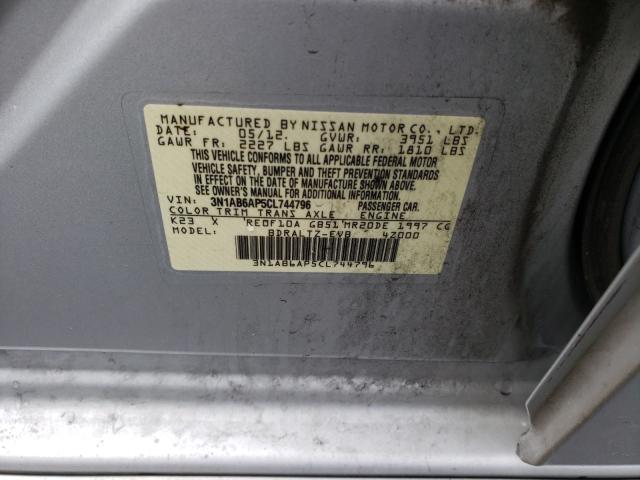 MANUFACTURED BY NISSAN MOTOR CO., LTD.
DATE: 05/12. GVWR: 3951 LBS
GAWR FR: 2227 LBS GAWR RR: 1810 LBS
THIS VEHICLE CONFORMS TO ALL APPLICABLE FEDERAL MOTOR
VEHICLE SAFETY, BUMPER AND THEFT PREVENTION STANDARDS
IN EFFECT ON THE DATE OF MANUFACTURE SHOWN ABOVE.
SEE OWNER'S MANUAL FOR ADDITIONAL INFORMATION.
VIN: 3N1AB6AP5CL744796 PASSENGER CAR.
COLOR TRIM TRANS AXLE ENGINE
K23 X RE0F10A GB51 MR20DE 1997 CC
MODEL BDRALTZ-EVB 4Z000
3N1AB6AP5CL744796